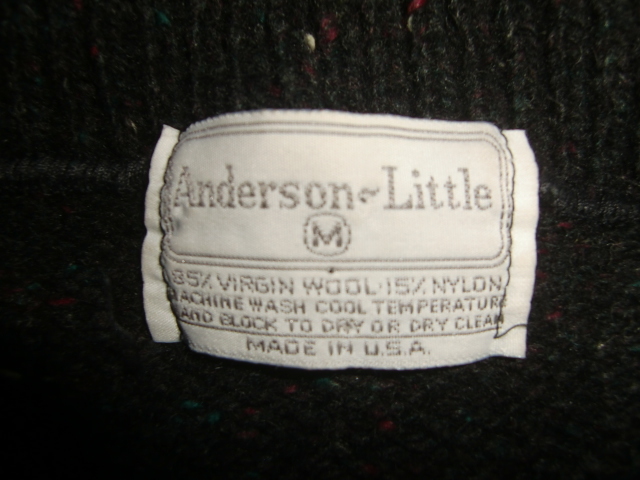 Anderson~Little
M
85% VIRGIN WOOL·15% NYLON
MACHINE WASH COOL TEMPERATURE
AND BLOCK TO DRY OR DRY CLEAN
MADE IN U.S.A.